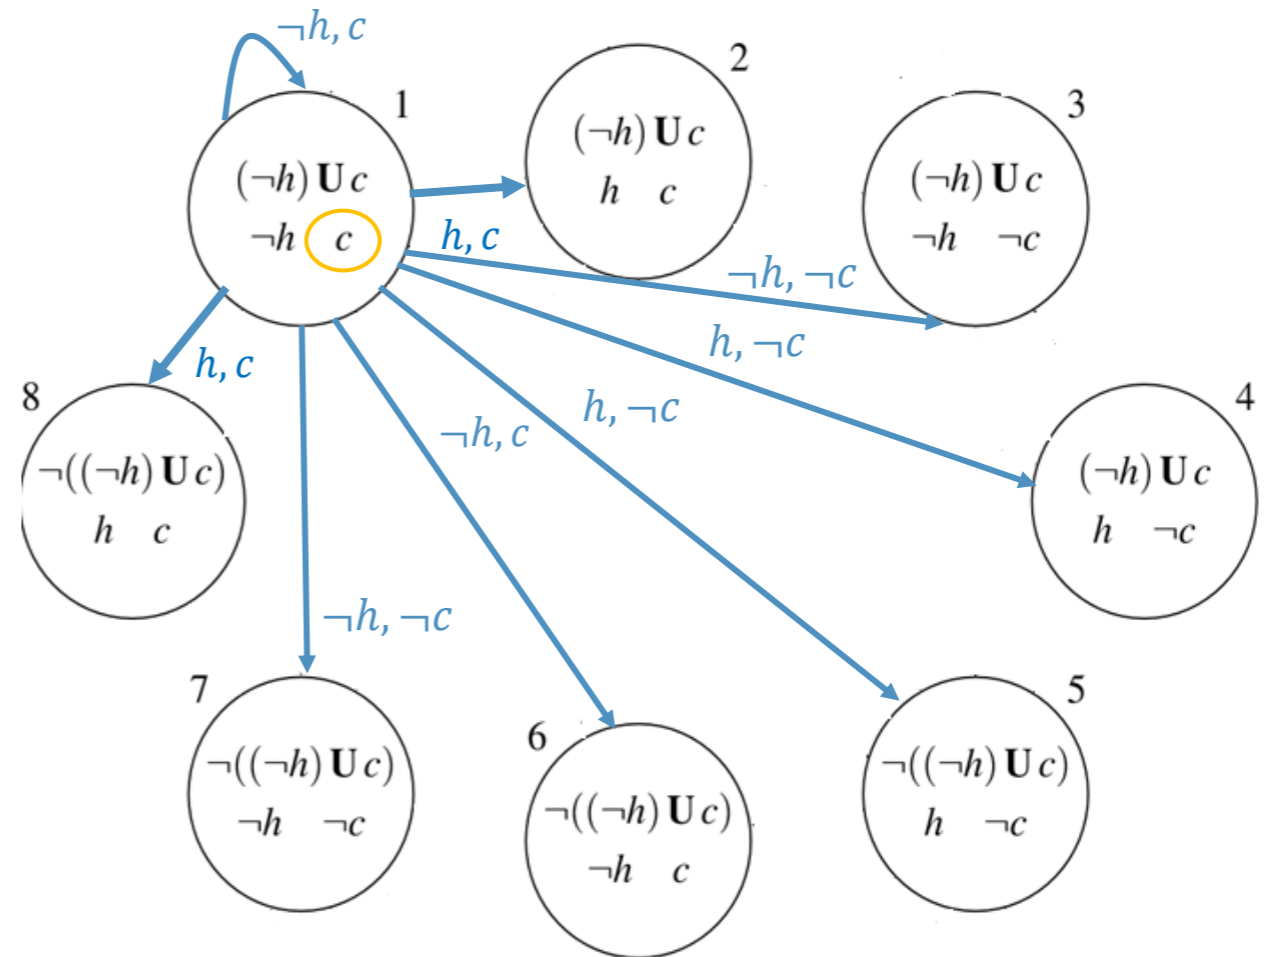 ¬h, c
1
(¬h) U c
¬h c
2
(¬h) U c
h c
3
(¬h) U c
¬h ¬c
h, c
¬h, ¬c
h, ¬c
h, c
h, ¬c
¬h, c
8
¬((¬h) U c)
h c
4
(¬h) U c
h ¬c
¬h, ¬c
7
¬((¬h) U c)
¬h ¬c
6
¬((¬h) U c)
¬h c
5
¬((¬h) U c)
h ¬c